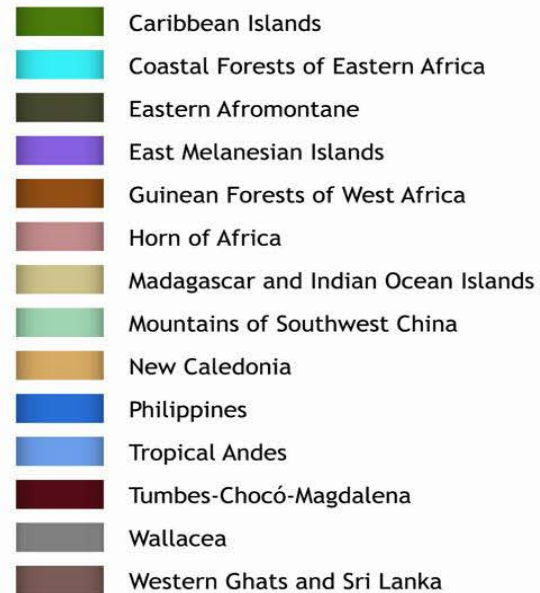 Caribbean Islands
Coastal Forests of Eastern Africa
Eastern Afromontane
East Melanesian Islands
Guinean Forests of West Africa
Horn of Africa
Madagascar and Indian Ocean Islands
Mountains of Southwest China
New Caledonia
Philippines
Tropical Andes
Tumbes-Chocó-Magdalena
Wallacea
Western Ghats and Sri Lanka